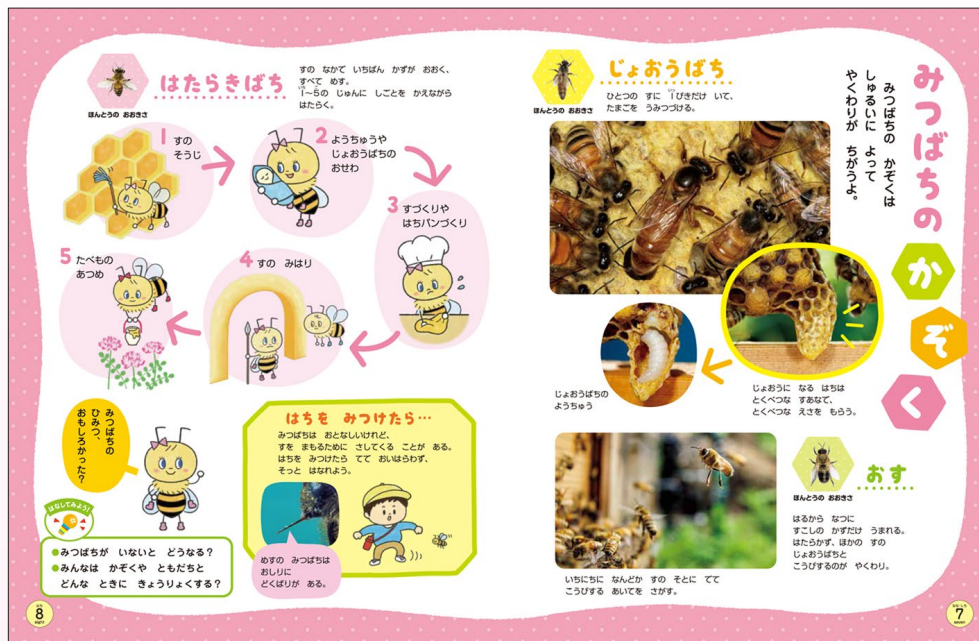 みつばちの
かぞく
みつばちの かぞくは
しゅるいに よって
やくわりが ちがうよ。
じょおうばち
ほんとうの おおきさ
ひとつの すに 1ぴきだけ いて、
たまごを うみつづける。
じょおうに なる はちは
とくべつな すあなで、
とくべつな えさを もらう。
じょおうばちの
ようちゅう
おす
ほんとうの おおきさ
はるから なつに
すこしの かずだけ うまれる。
はたらかず、ほかの すの
じょおうばちと
こうびするのが やくわり。
いちにちに なんどか すの そとに でて
こうびする あいてを さがす。
7
seven
はたらきばち
ほんとうの おおきさ
すの なかで いちばん かずが おおく、
すべて めす。
1〜5の じゅんに しごとを かえながら
はたらく。
1 すの
そうじ
2 ようちゅうや
じょおうばちの
おせわ
3 すづくりや
はちパンづくり
4 すの みはり
5 たべもの
あつめ
みつばちの
ひみつ、
おもしろかった?
はちを みつけたら…
みつばちは おとなしいけれど、
すを まもるために さしてくる ことが ある。
はちを みつけたら てで おいはらわず、
そっと はなれよう。
めすの みつばちは
おしりに
どくばりが ある。
はなしてみよう!
●みつばちが いないと どうなる?
●みんなは かぞくや ともだちと
どんな ときに きょうりょくする?
はち
8
eight